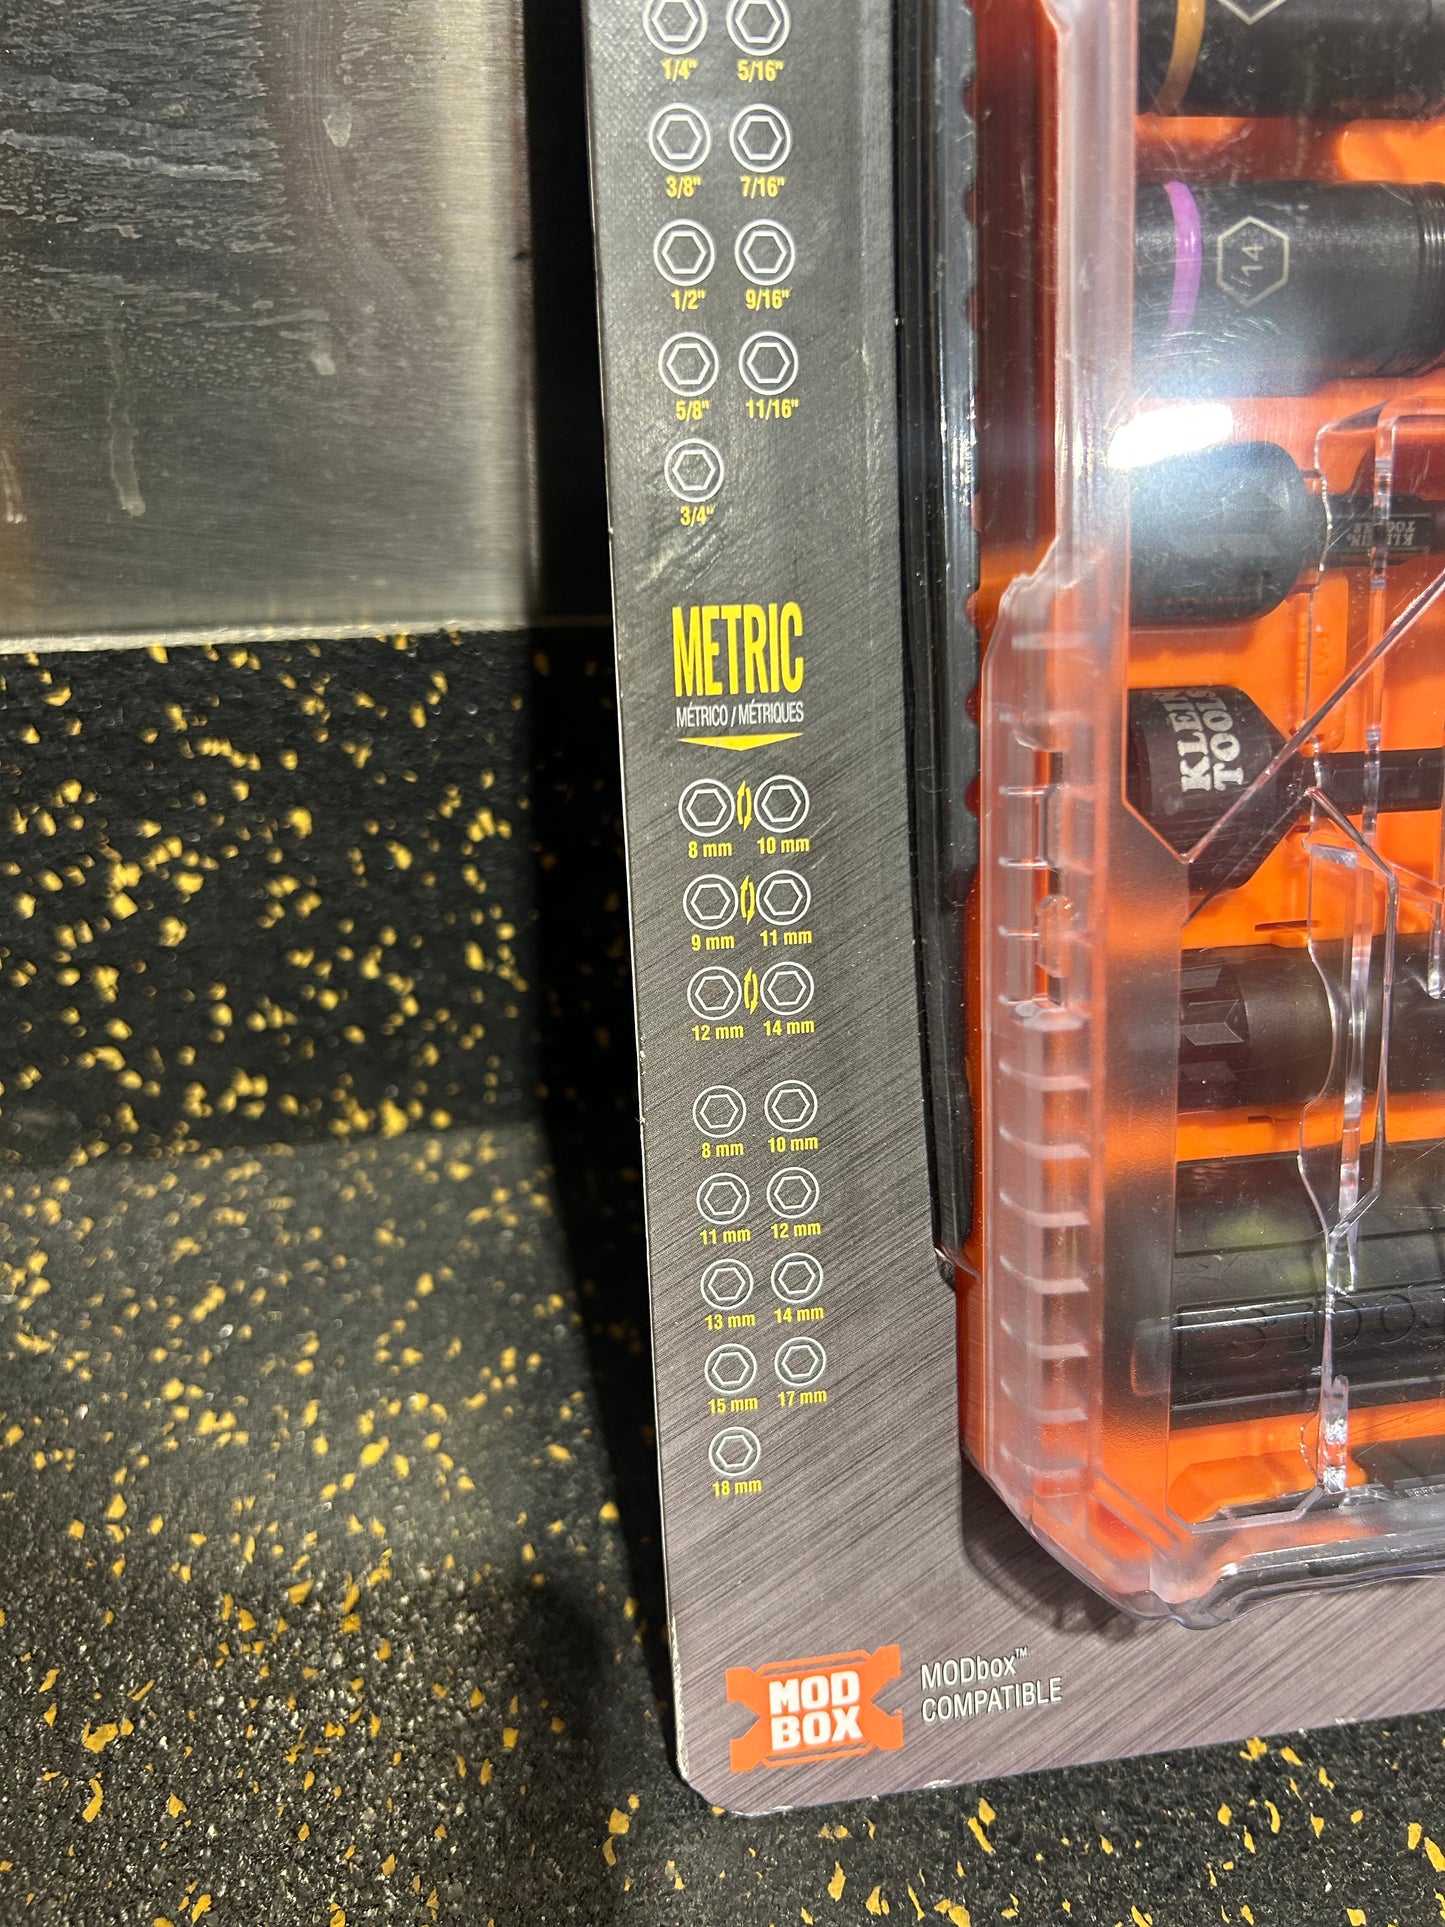 1/4" 5/16"
3/8" 7/16"
1/2" 9/16"
5/8" 11/16"
3/4"
METRIC
MÉTRICO / MÉTRIQUES
8 mm 10 mm
9 mm 11 mm
12 mm 14 mm
8 mm 10 mm
11 mm 12 mm
13 mm 14 mm
15 mm 17 mm
18 mm
MOD
BOX
MODbox™
COMPATIBLE
14
KLEIN
TOOLS
KLEIN
TOOLS